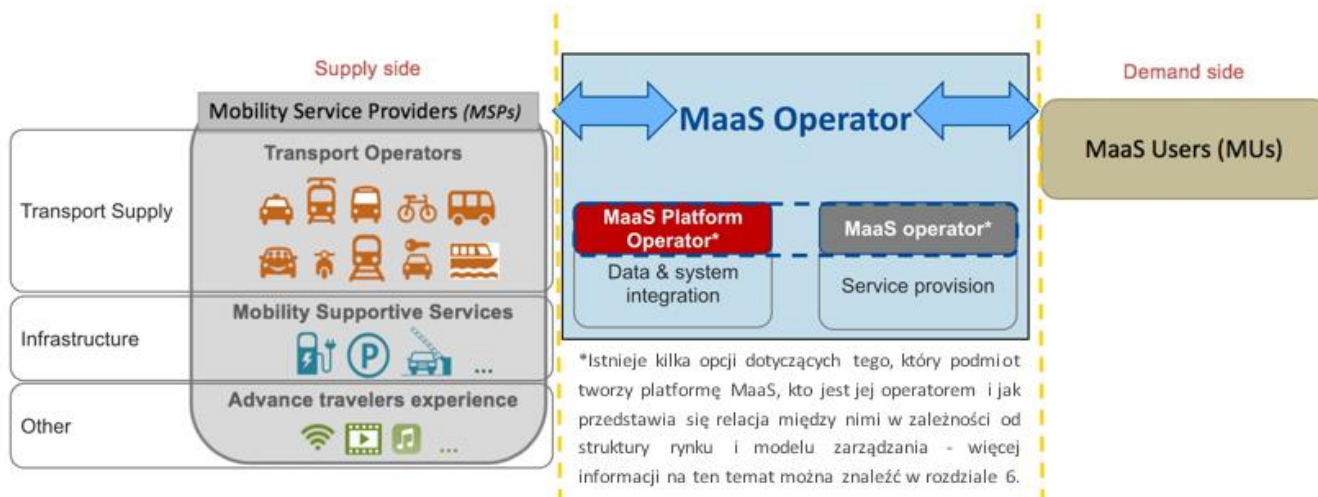 Supply side
Mobility Service Providers (MSPs)
Transport Supply
Transport Operators
Infrastructure
Mobility Supportive Services
P
...
Other
Advance travelers experience
...
MaaS Operator
MaaS Platform
Operator*
Data & system
integration
MaaS operator*
Service provision
*Istnieje kilka opcji dotyczących tego, który podmiot
tworzy platformę MaaS, kto jest jej operatorem i jak
przedstawia się relacja między nimi w zależności od
struktury rynku i modelu zarządzania - więcej
informacji na ten temat można znaleźć w rozdziale 6.
Demand side
MaaS Users (MUs)